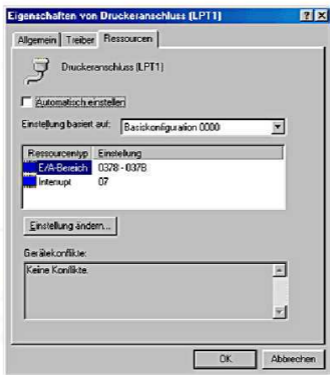 Eigenschaften von Druckeranschluss (LPT1)
Allgemein Treiber Ressourcen
Druckeranschluss (LPT1)
Automatisch einstellen
Einstellung basiert auf: Basiskonfiguration 0000
Ressourcentyp Einstellung
E/A-Bereich 0378 - 037B
Interrupt 07
Einstellung ändern...
Gerätekonflikte:
Keine Konflikte.
OK Abbrechen